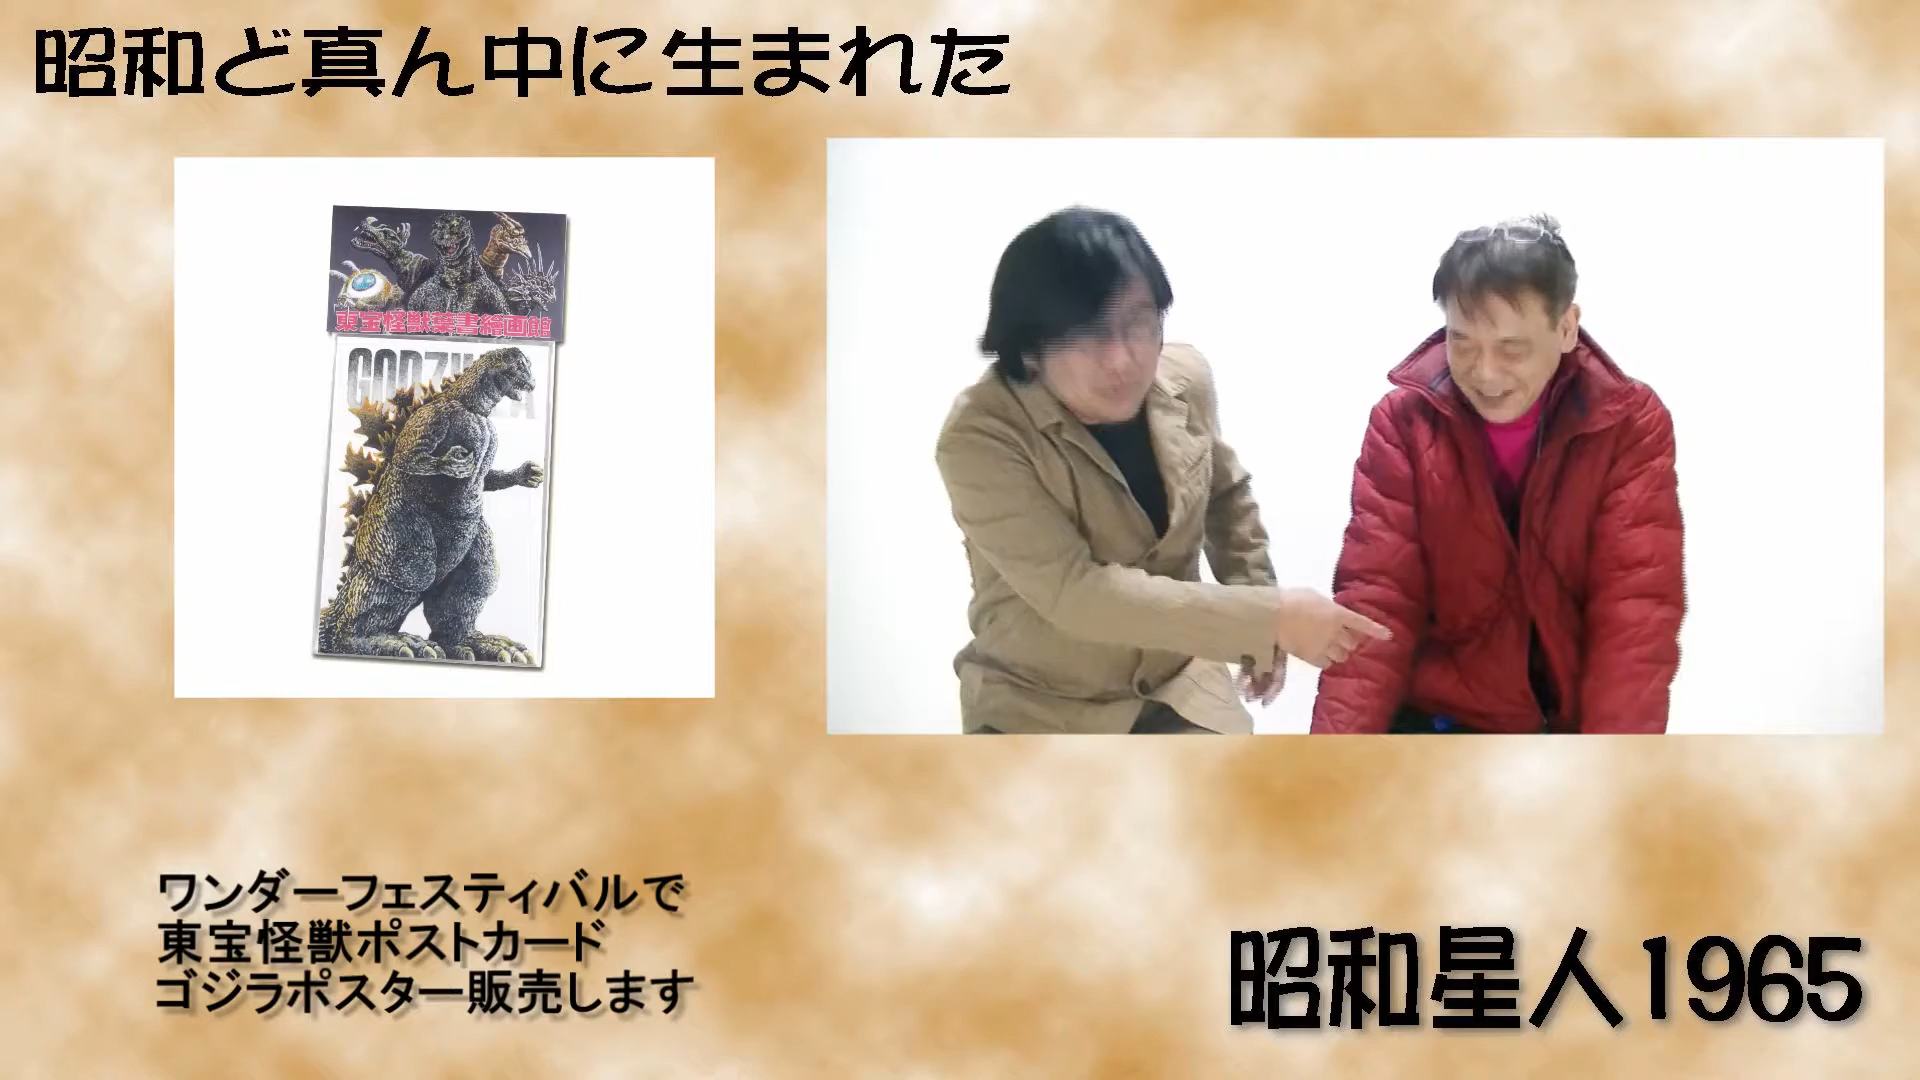 昭和ど真ん中に生まれた
東宝怪獣葉書繪画館
GODZILLA
ワンダーフェスティバルで
東宝怪獣ポストカード
ゴジラポスター販売します
昭和星人1965